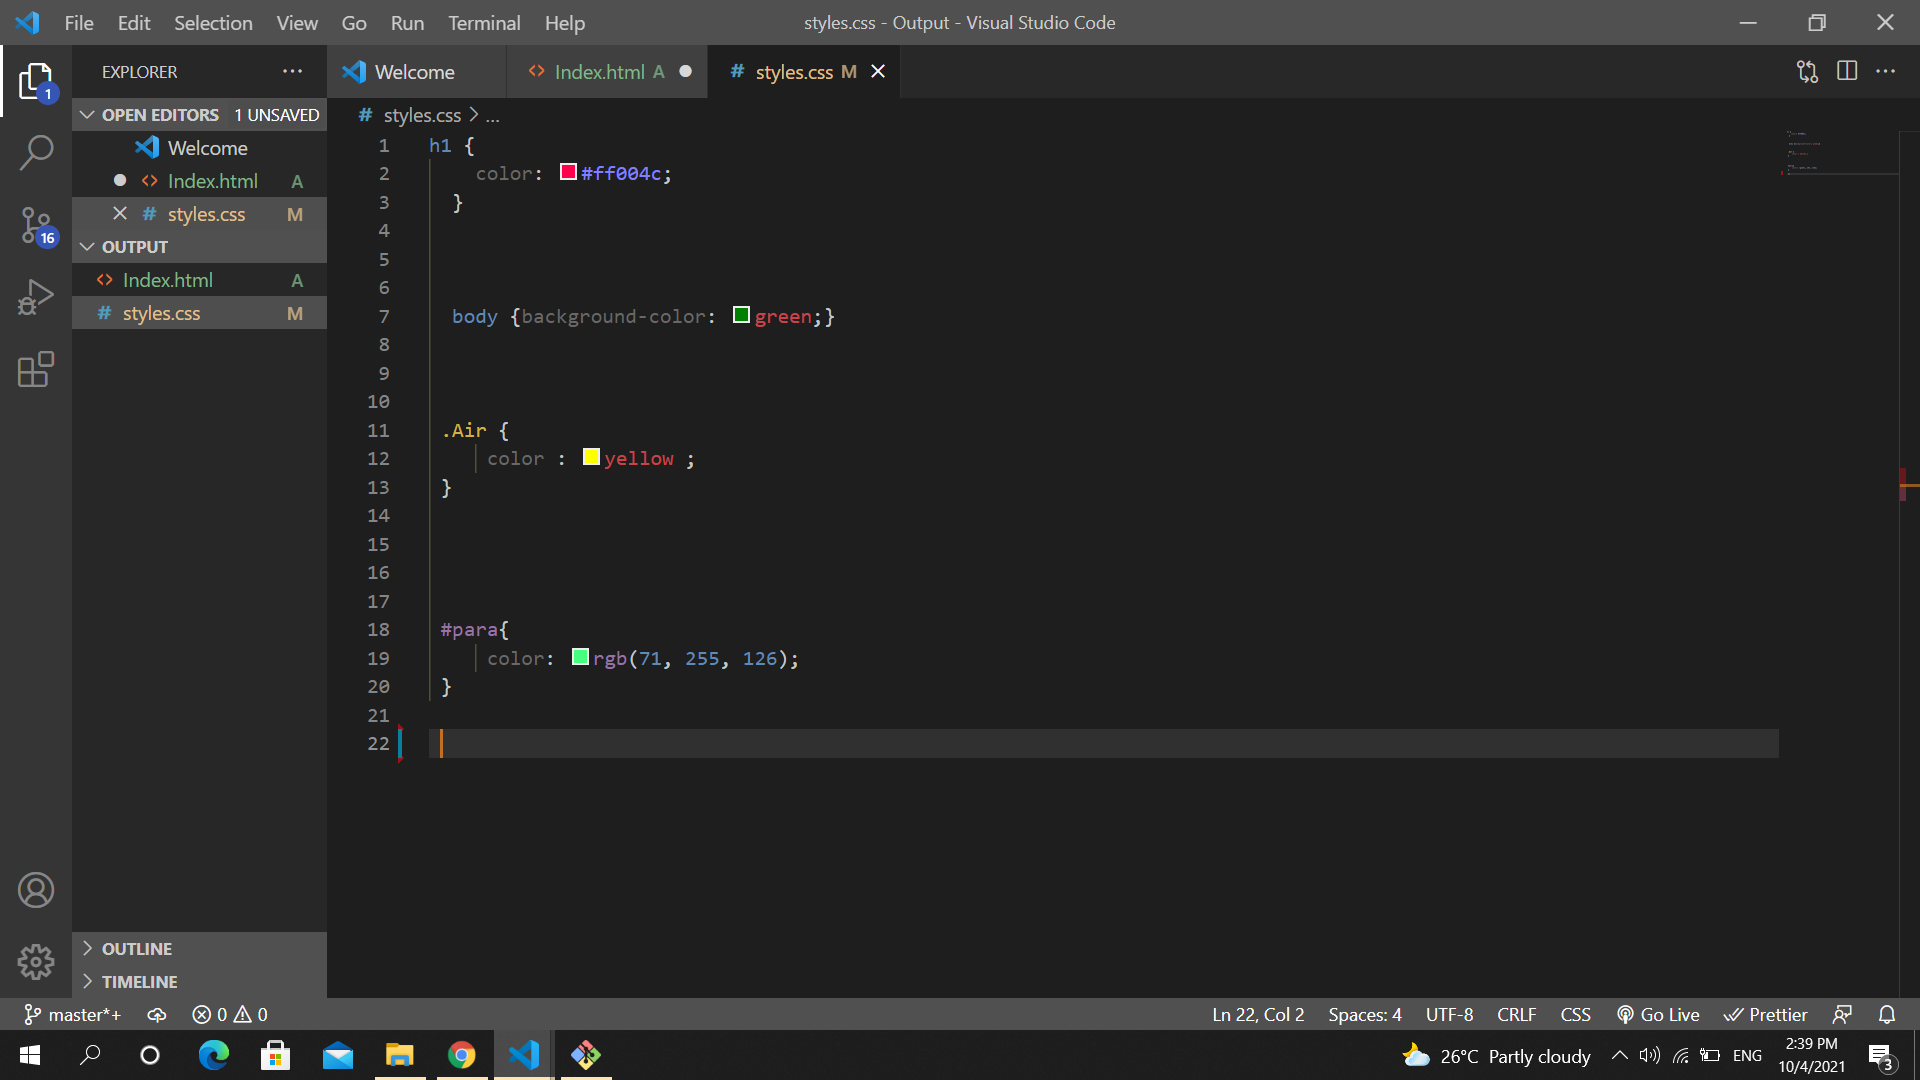 File Edit Selection View Go Run Terminal Help
styles.css - Output - Visual Studio Code
EXPLORER ...
Welcome
<> Index.html A
# styles.css M
1
OPEN EDITORS 1 UNSAVED
Welcome
<> Index.html A
# styles.css M
16
OUTPUT
<> Index.html A
# styles.css M
# styles.css > ...
1 h1 {
2 color: #ff004c;
3 }
4
5
6
7 body {background-color: green;}
8
9
10
11 .Air {
12 color : yellow ;
13 }
14
15
16
17
18 #para{
19 color: rgb(71, 255, 126);
20 }
21
22
OUTLINE
TIMELINE
master*+ 0 0 Ln 22, Col 2 Spaces: 4 UTF-8 CRLF CSS Go Live Prettier
26°C Partly cloudy ENG
2:39 PM
10/4/2021
3